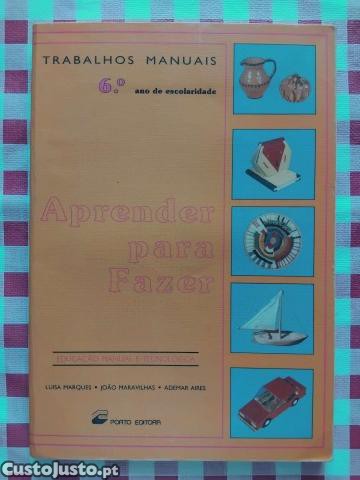 TRABALHOS MANUAIS
6.º ano de escolaridade
Aprender
para
Fazer
EDUCAÇÃO MANUAL E TECNOLÓGICA
LUISA MARQUES • JOÃO MARAVILHAS • ADEMAR AIRES
PORTO EDITORA
CustoJusto.pt